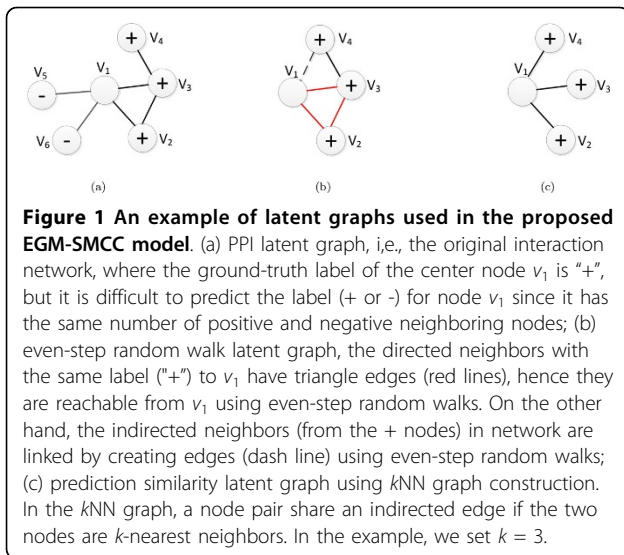 + V₄
V₅ V₁
- + V₃
V₆ - + V₂
(a)
+ V₄
V₁
+ V₃
+ V₂
(b)
+ V₄
V₁
+ V₃
+ V₂
(c)
Figure 1 An example of latent graphs used in the proposed
EGM-SMCC model. (a) PPI latent graph, i,e., the original interaction
network, where the ground-truth label of the center node v₁ is “+”,
but it is difficult to predict the label (+ or -) for node v₁ since it has
the same number of positive and negative neighboring nodes; (b)
even-step random walk latent graph, the directed neighbors with
the same label ("+”) to v₁ have triangle edges (red lines), hence they
are reachable from v₁ using even-step random walks. On the other
hand, the indirected neighbors (from the + nodes) in network are
linked by creating edges (dash line) using even-step random walks;
(c) prediction similarity latent graph using kNN graph construction.
In the kNN graph, a node pair share an indirected edge if the two
nodes are k-nearest neighbors. In the example, we set k = 3.